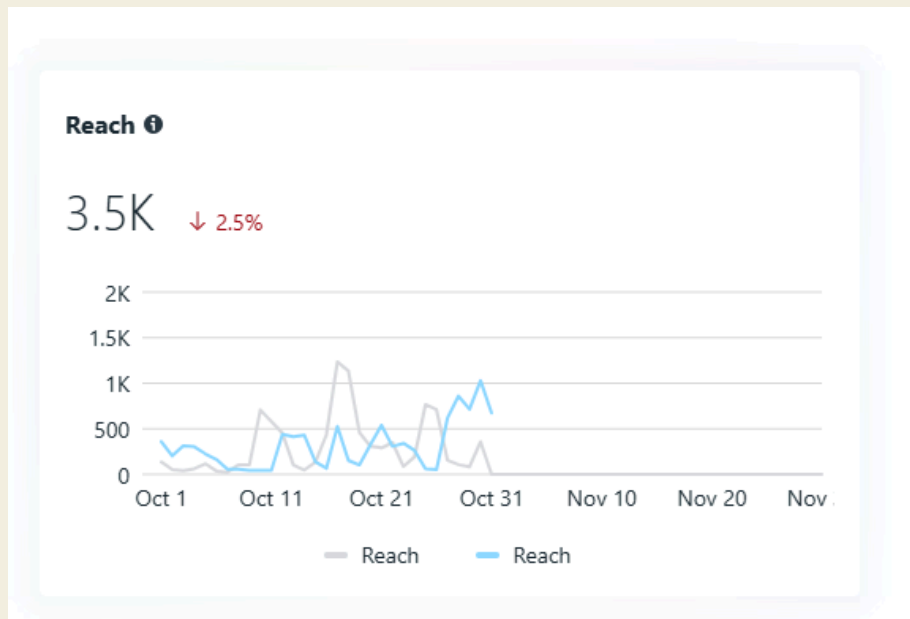 Reach
3.5K ↓ 2.5%
2K
1.5K
1K
500
0
Oct 1 Oct 11 Oct 21 Oct 31 Nov 10 Nov 20 Nov
Reach Reach